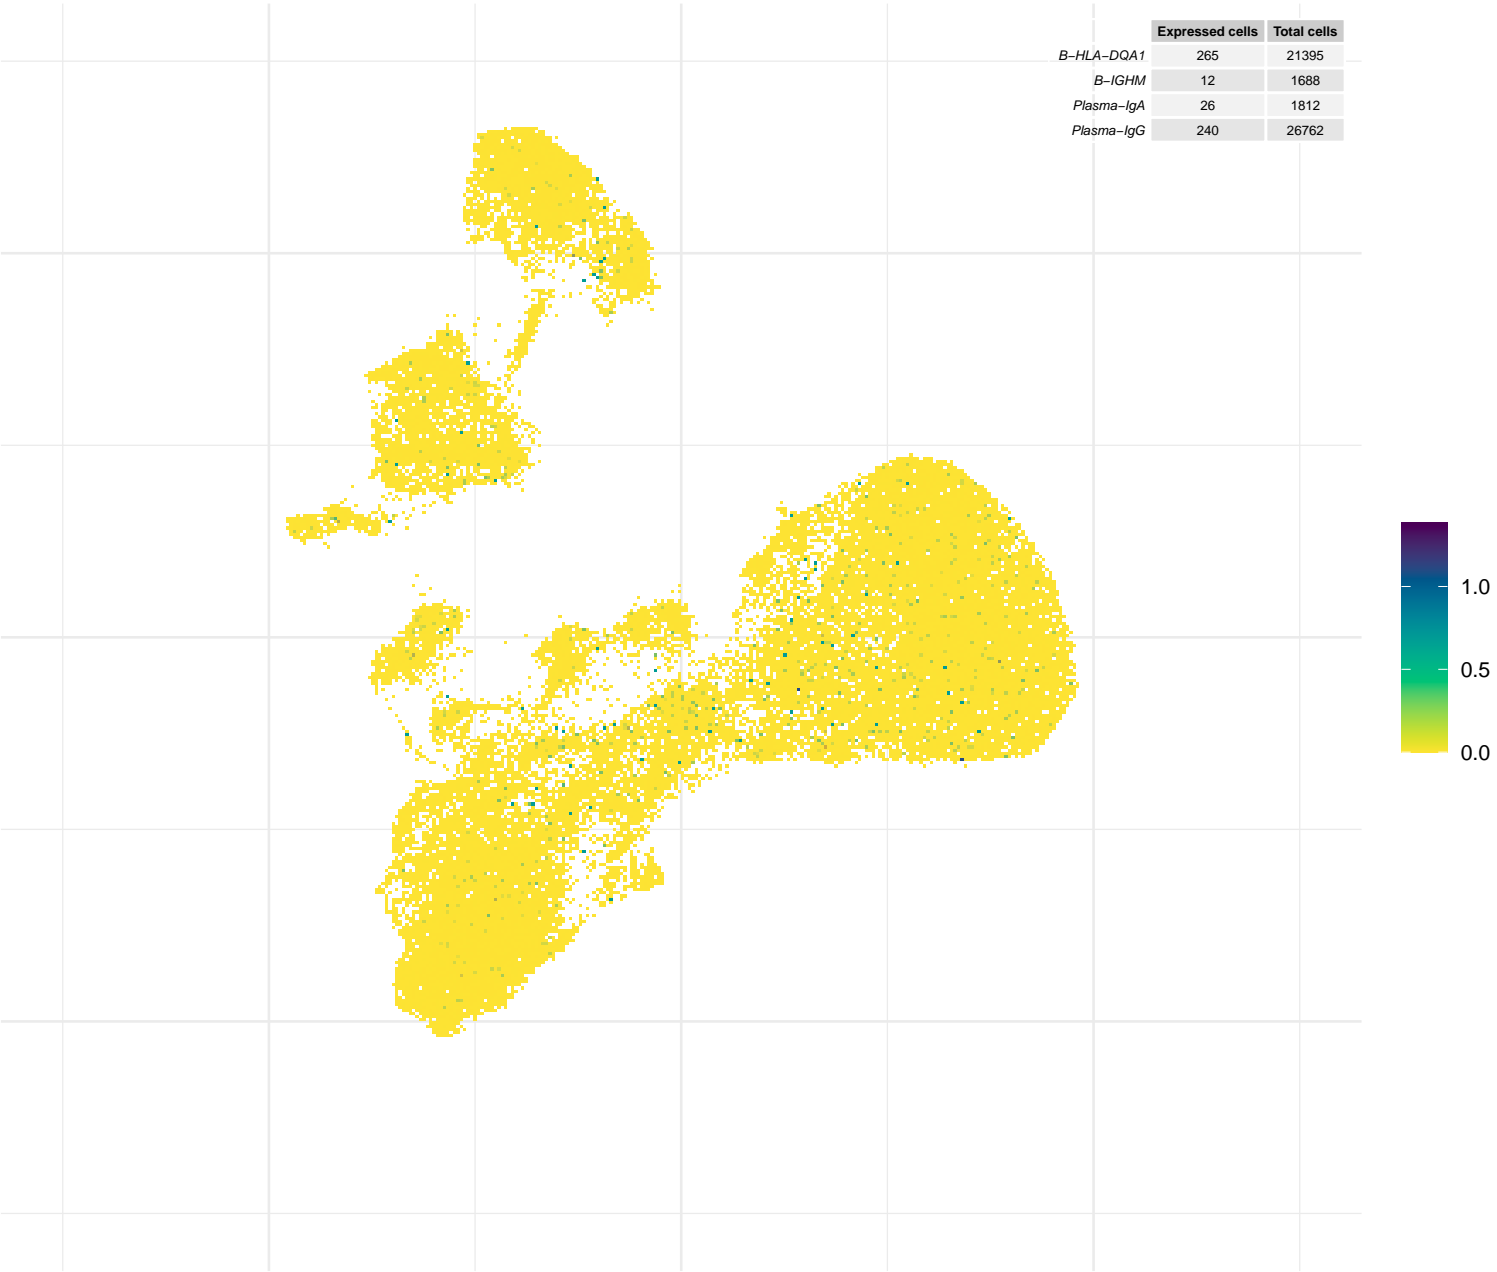 Expressed cells Total cells
B-HLA-DQA1 265 21395
B-IGHM 12 1688
Plasma-IgA 26 1812
Plasma-IgG 240 26762
1.0
0.5
0.0